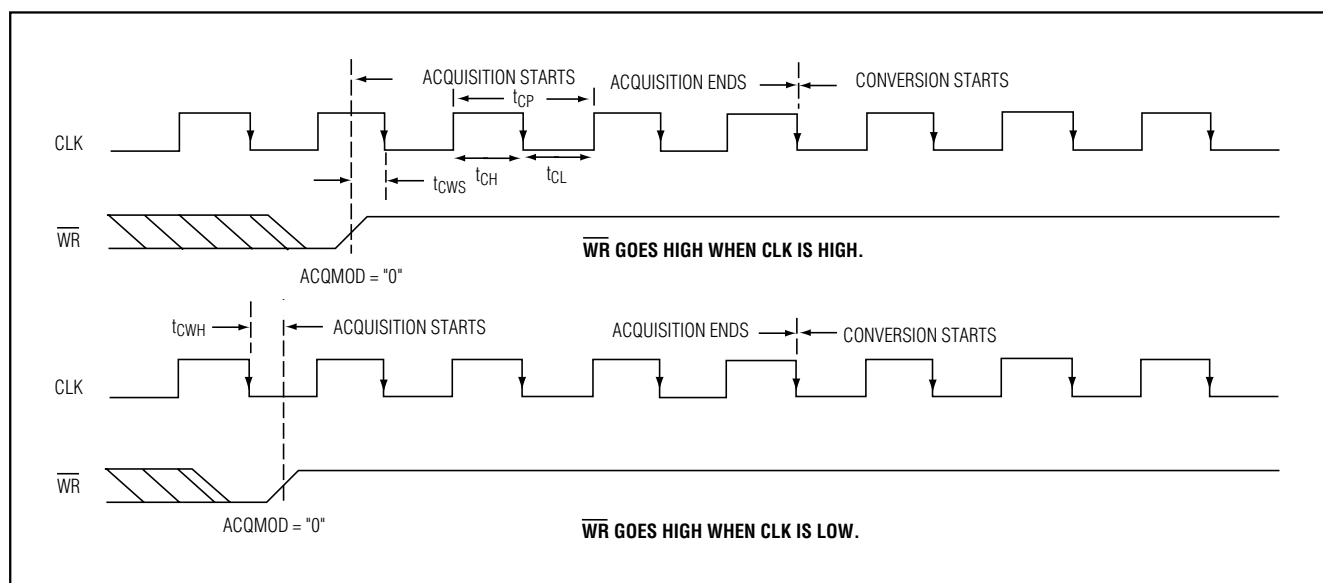 ACQUISITION STARTS
ACQUISITION ENDS
CONVERSION STARTS
tCP
CLK
tCWS
tCH
tCL
WR
WR GOES HIGH WHEN CLK IS HIGH.
ACQMOD = "0"
tCWH
ACQUISITION STARTS
ACQUISITION ENDS
CONVERSION STARTS
CLK
WR
ACQMOD = "0"
WR GOES HIGH WHEN CLK IS LOW.